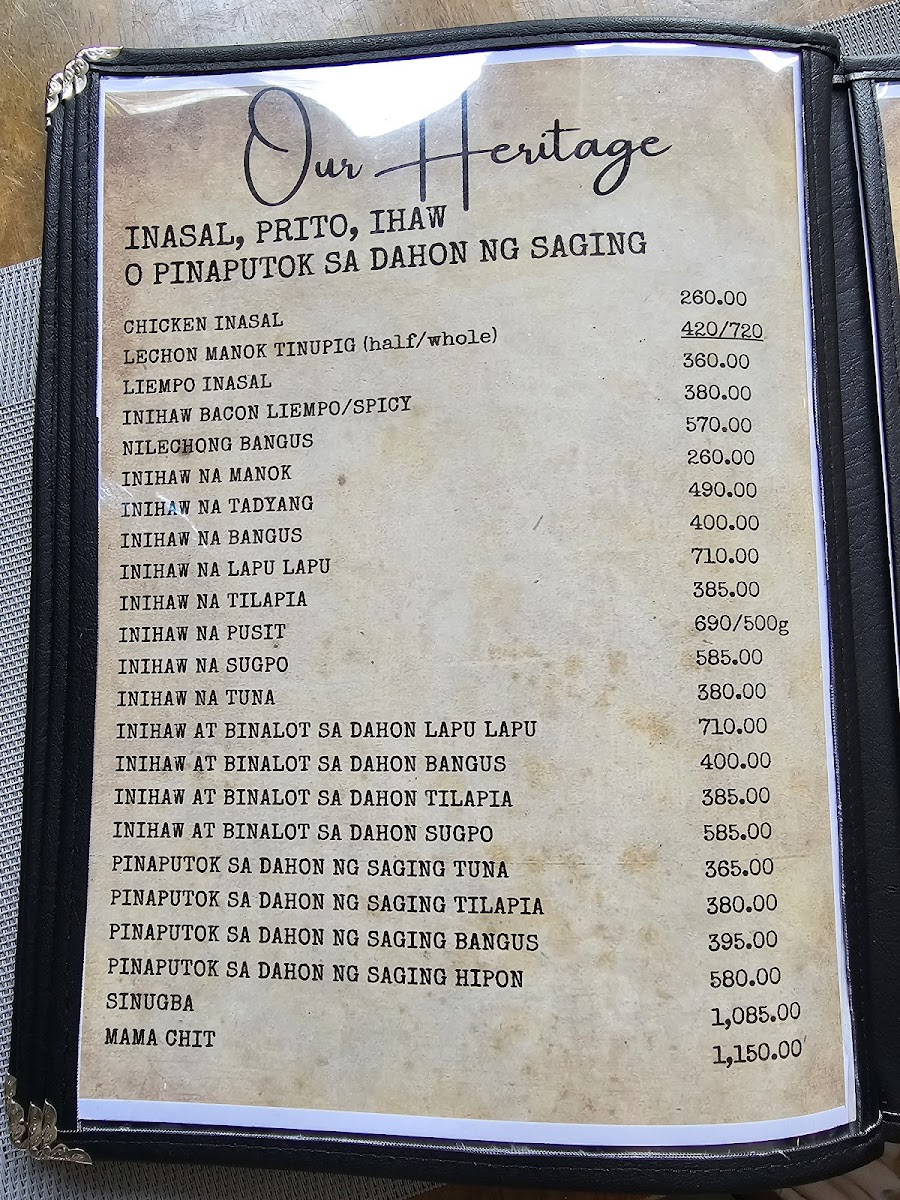 Our Heritage
INASAL, PRITO, IHAW
O PINAPUTOK SA DAHON NG SAGING
CHICKEN INASAL 260.00
LECHON MANOK TINUPIG (half/whole) 420/720
LIEMPO INASAL 360.00
INIHAW BACON LIEMPO/SPICY 380.00
NILECHONG BANGUS 570.00
INIHAW NA MANOK 260.00
INIHAW NA TADYANG 490.00
INIHAW NA BANGUS 400.00
INIHAW NA LAPU LAPU 710.00
INIHAW NA TILAPIA 385.00
INIHAW NA PUSIT 690/500g
INIHAW NA SUGPO 585.00
INIHAW NA TUNA 380.00
INIHAW AT BINALOT SA DAHON LAPU LAPU 710.00
INIHAW AT BINALOT SA DAHON BANGUS 400.00
INIHAW AT BINALOT SA DAHON TILAPIA 385.00
INIHAW AT BINALOT SA DAHON SUGPO 585.00
PINAPUTOK SA DAHON NG SAGING TUNA 365.00
PINAPUTOK SA DAHON NG SAGING TILAPIA 380.00
PINAPUTOK SA DAHON NG SAGING BANGUS 395.00
PINAPUTOK SA DAHON NG SAGING HIPON 580.00
SINUGBA 1,085.00
MAMA CHIT 1,150.00